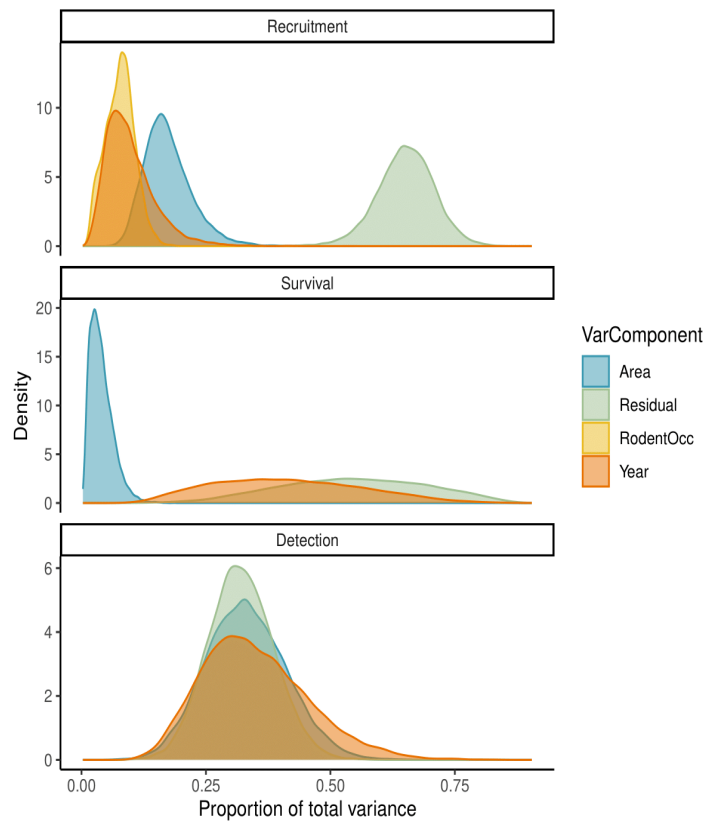 Recruitment
10
5
0
Survival
20
15
10
5
0
Detection
6
4
2
0
0.00 0.25 0.50 0.75
Proportion of total variance
Density
VarComponent
Area
Residual
RodentOcc
Year